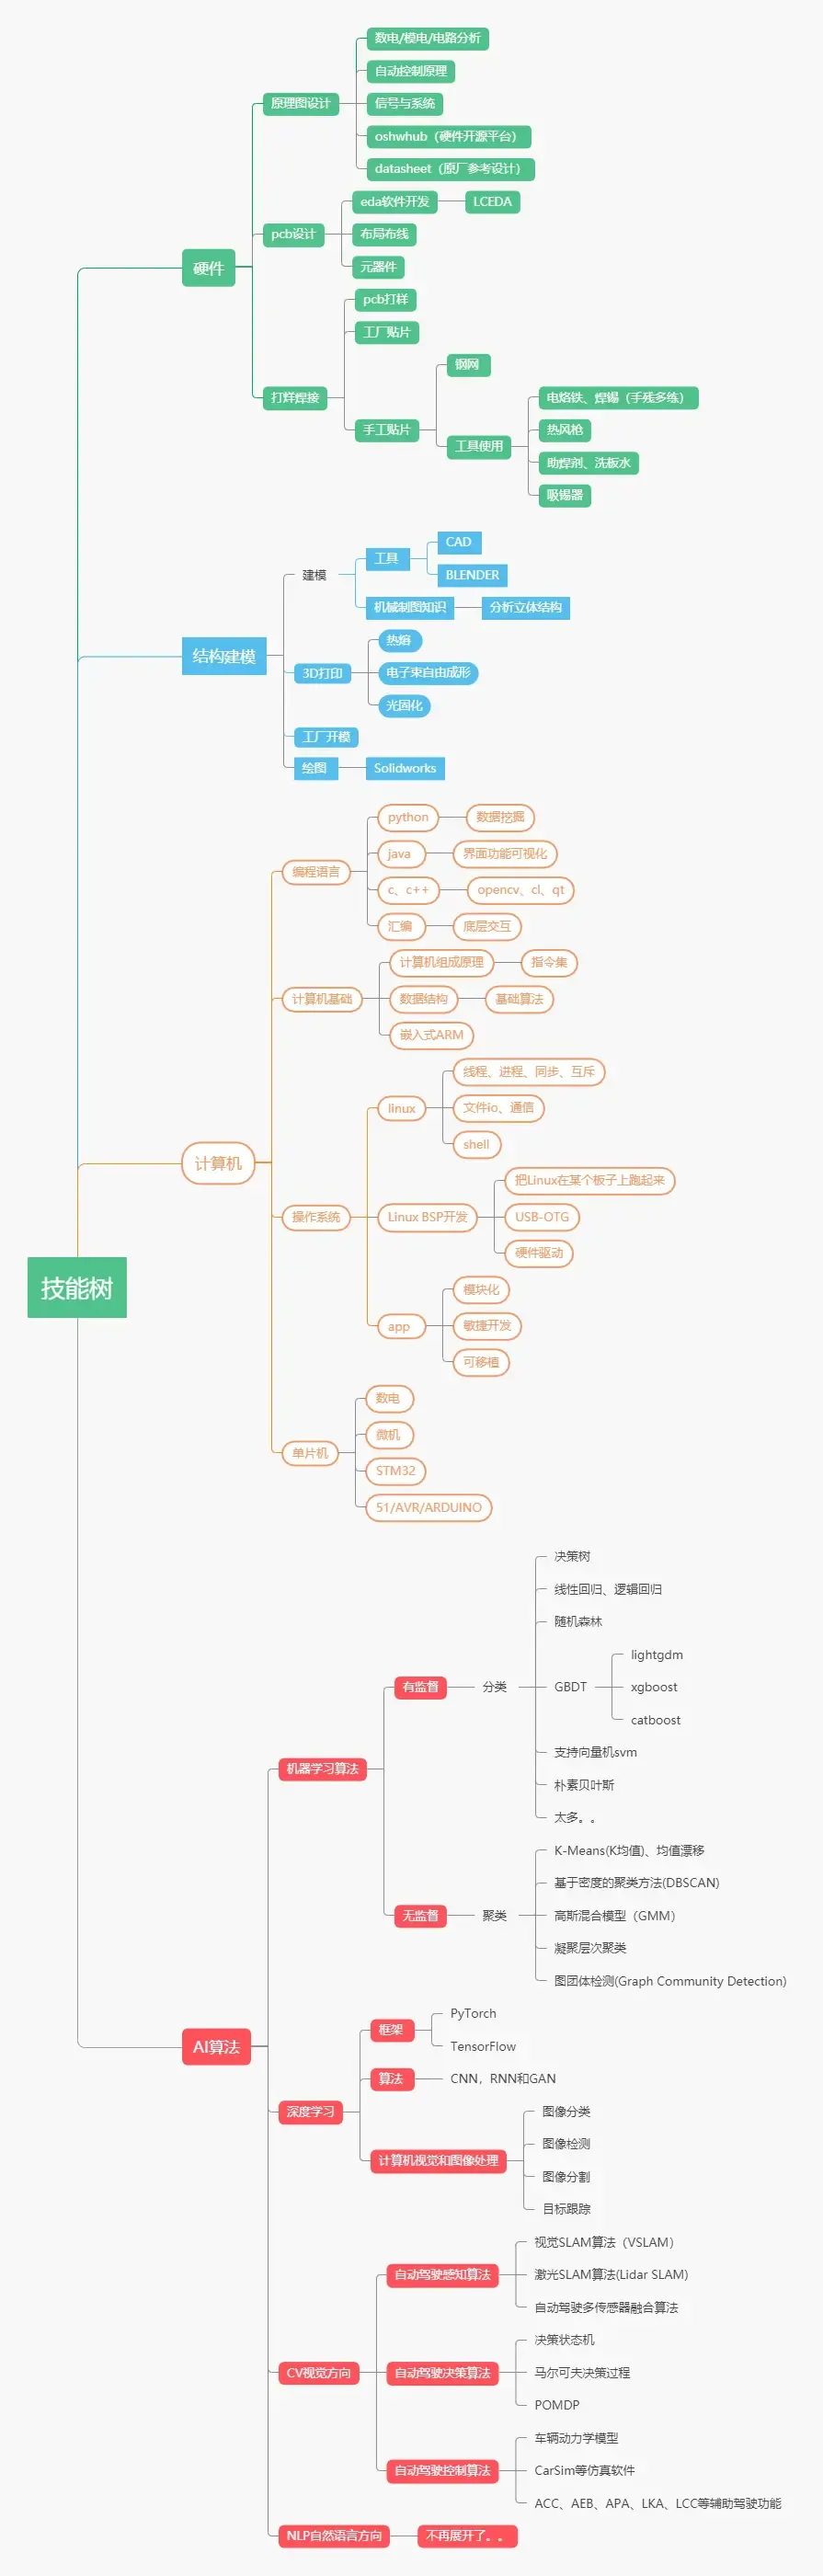 技能树
硬件
原理图设计
数电/模电/电路分析
自动控制原理
信号与系统
oshwhub（硬件开源平台）
datasheet（原厂参考设计）
pcb设计
eda软件开发
LCEDA
布局布线
元器件
打样焊接
pcb打样
工厂贴片
手工贴片
钢网
工具使用
电烙铁、焊锡（手残多练）
热风枪
助焊剂、洗板水
吸锡器
结构建模
建模
工具
CAD
BLENDER
机械制图知识
分析立体结构
3D打印
热熔
电子束自由成形
光固化
工厂开模
绘图
Solidworks
计算机
编程语言
python
数据挖掘
java
界面功能可视化
c、c++
opencv、cl、qt
汇编
底层交互
计算机基础
计算机组成原理
指令集
数据结构
基础算法
嵌入式ARM
操作系统
linux
线程、进程、同步、互斥
文件io、通信
shell
Linux BSP开发
把Linux在某个板子上跑起来
USB-OTG
硬件驱动
app
模块化
敏捷开发
可移植
单片机
数电
微机
STM32
51/AVR/ARDUINO
AI算法
机器学习算法
有监督
分类
决策树
线性回归、逻辑回归
随机森林
GBDT
lightgdm
xgboost
catboost
支持向量机svm
朴素贝叶斯
太多。。
无监督
聚类
K-Means(K均值)、均值漂移
基于密度的聚类方法(DBSCAN)
高斯混合模型（GMM）
凝聚层次聚类
图团体检测(Graph Community Detection)
深度学习
框架
PyTorch
TensorFlow
算法
CNN，RNN和GAN
计算机视觉和图像处理
图像分类
图像检测
图像分割
目标跟踪
CV视觉方向
自动驾驶感知算法
视觉SLAM算法（VSLAM）
激光SLAM算法(Lidar SLAM)
自动驾驶多传感器融合算法
自动驾驶决策算法
决策状态机
马尔可夫决策过程
POMDP
自动驾驶控制算法
车辆动力学模型
CarSim等仿真软件
ACC、AEB、APA、LKA、LCC等辅助驾驶功能
NLP自然语言方向
不再展开了。。